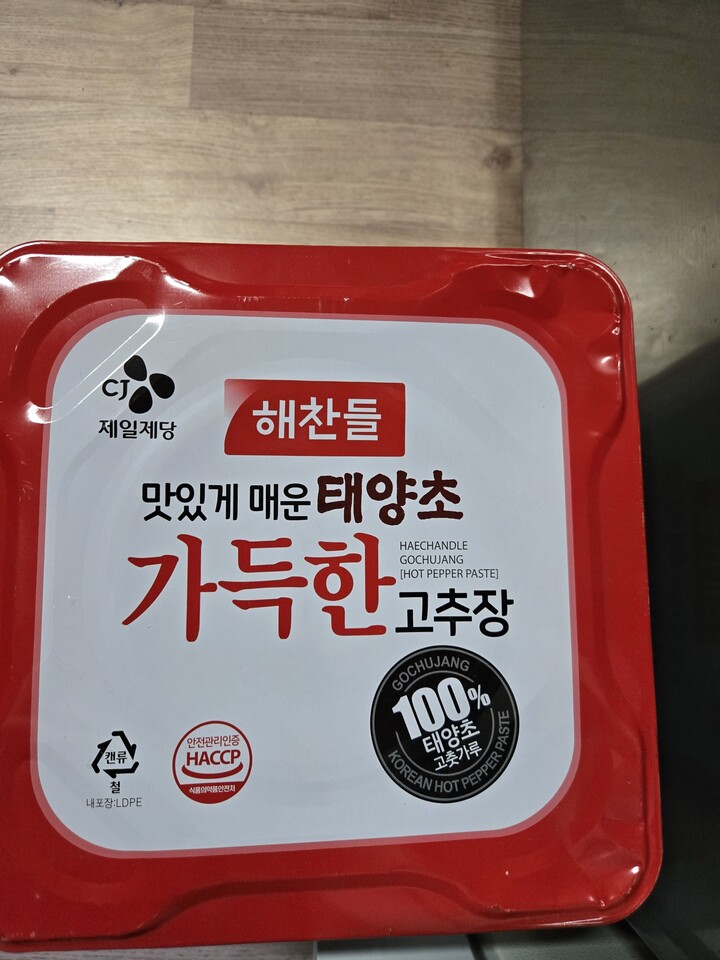 CJ
제일제당
해찬들
맛있게 매운 태양초
가득한
HAECHANDLE
GOCHUJANG
[HOT PEPPER PASTE]
고추장
GOCHUJANG
100%
태양초
고춧가루
KOREAN HOT PEPPER PASTE
캔류
철
내포장:LDPE
안전관리인증
HACCP
식품의약품안전처